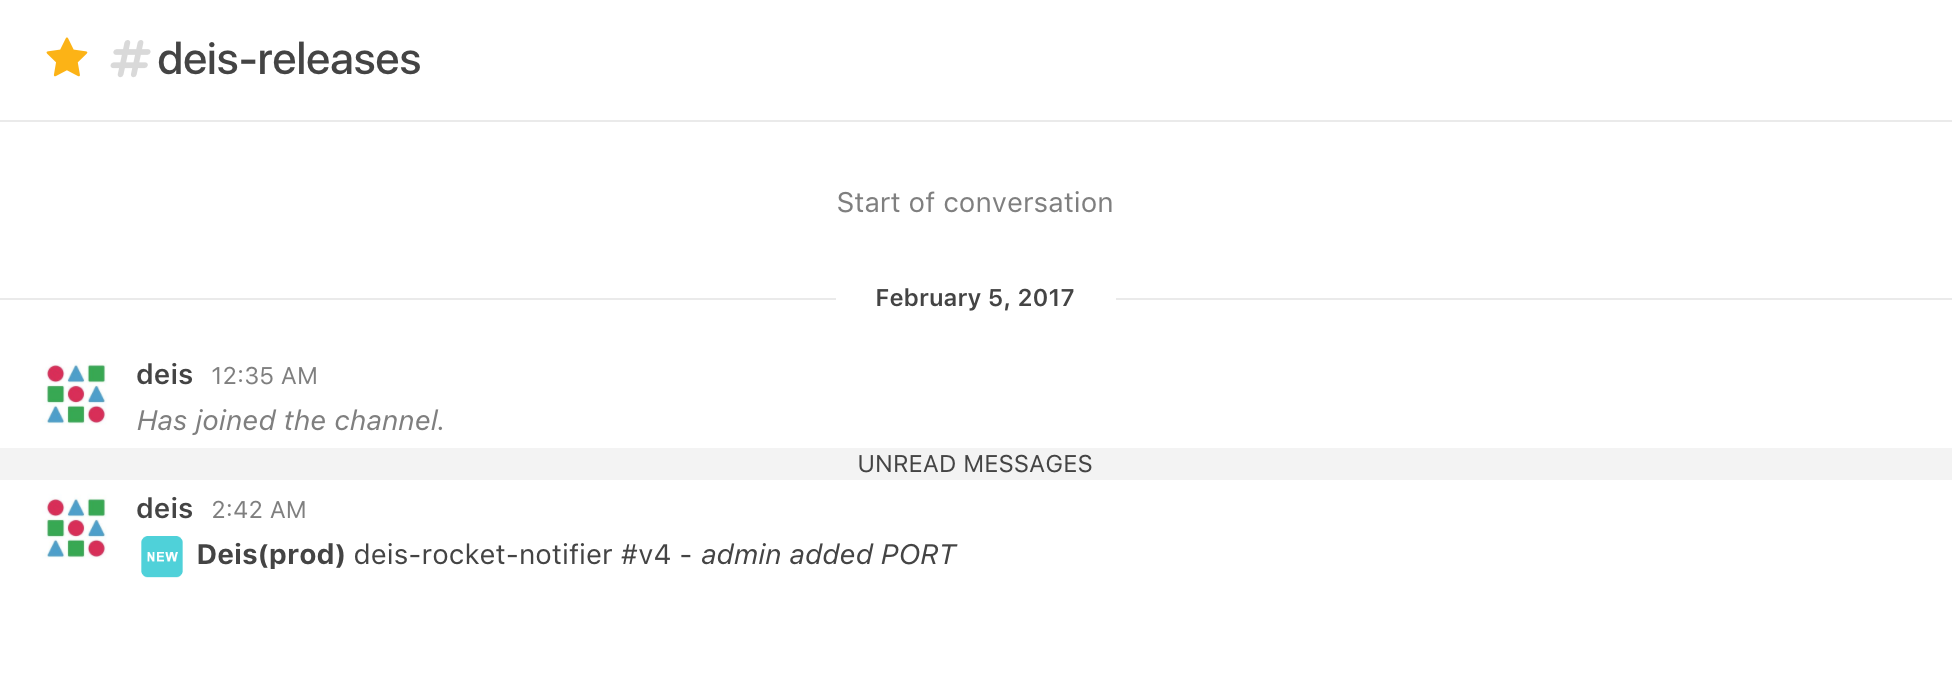 #deis-releases
Start of conversation
February 5, 2017
deis 12:35 AM
Has joined the channel.
UNREAD MESSAGES
deis 2:42 AM
NEW Deis(prod) deis-rocket-notifier #v4 - admin added PORT